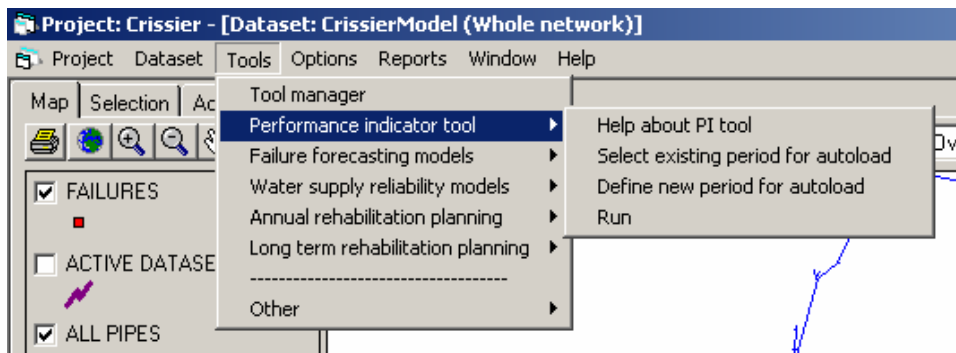 Project: Crissier - [Dataset: CrissierModel (Whole network)]
Project Dataset Tools Options Reports Window Help
Map Selection
Tool manager
Performance indicator tool
Failure forecasting models
Water supply reliability models
Annual rehabilitation planning
Long term rehabilitation planning
------------------------------------
Other
Help about PI tool
Select existing period for autoload
Define new period for autoload
Run
FAILURES
ACTIVE DATASE
ALL PIPES